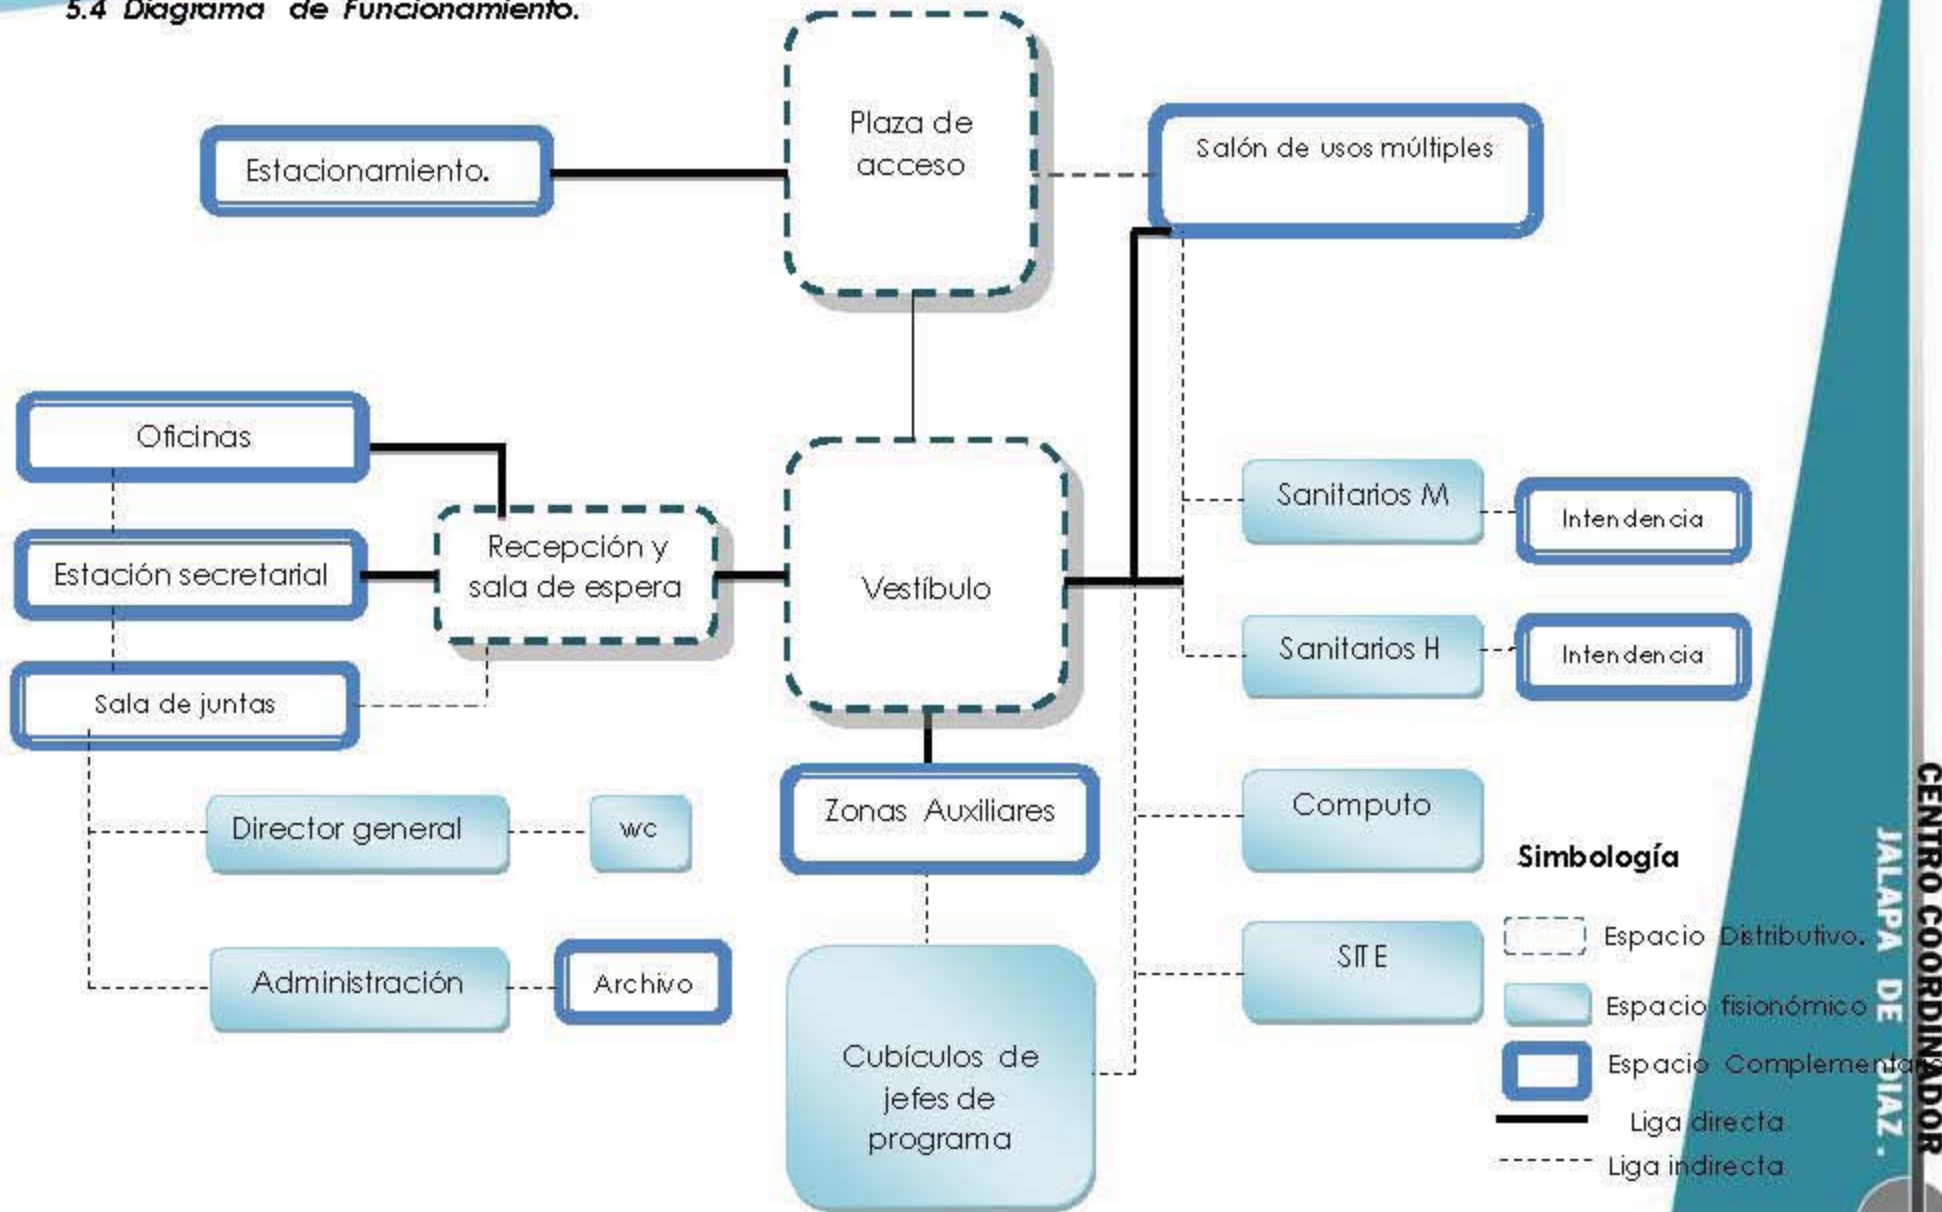 5.4 Diagrama de Funcionamiento.
Plaza de
acceso
Estacionamiento.
Salón de usos múltiples
Oficinas
Estación secretarial
Sala de juntas
Recepción y
sala de espera
Vestíbulo
Sanitarios M
Intendencia
Sanitarios H
Intendencia
Director general
wc
Zonas Auxiliares
Computo
Administración
Archivo
SITE
Cubículos de
jefes de
programa
Simbología
Espacio Distributivo.
Espacio fisionómico
Espacio Complementario
Liga directa
Liga indirecta
CENTRO COORDINADOR
JALAPA DE DIAZ.